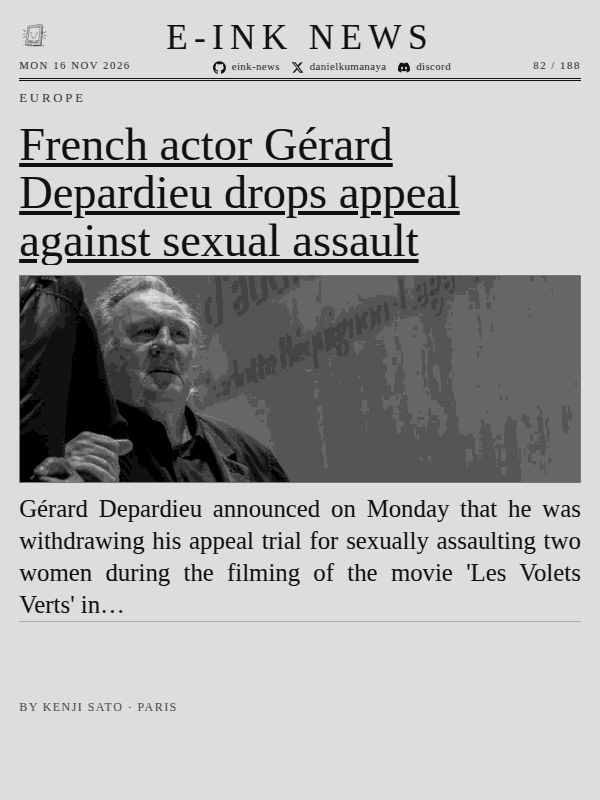 E-INK NEWS
MON 16 NOV 2026
eink-news danielkumanaya discord
82 / 188
EUROPE
French actor Gérard
Depardieu drops appeal
against sexual assault
Gérard Depardieu announced on Monday that he was
withdrawing his appeal trial for sexually assaulting two
women during the filming of the movie 'Les Volets
Verts' in…
BY KENJI SATO · PARIS